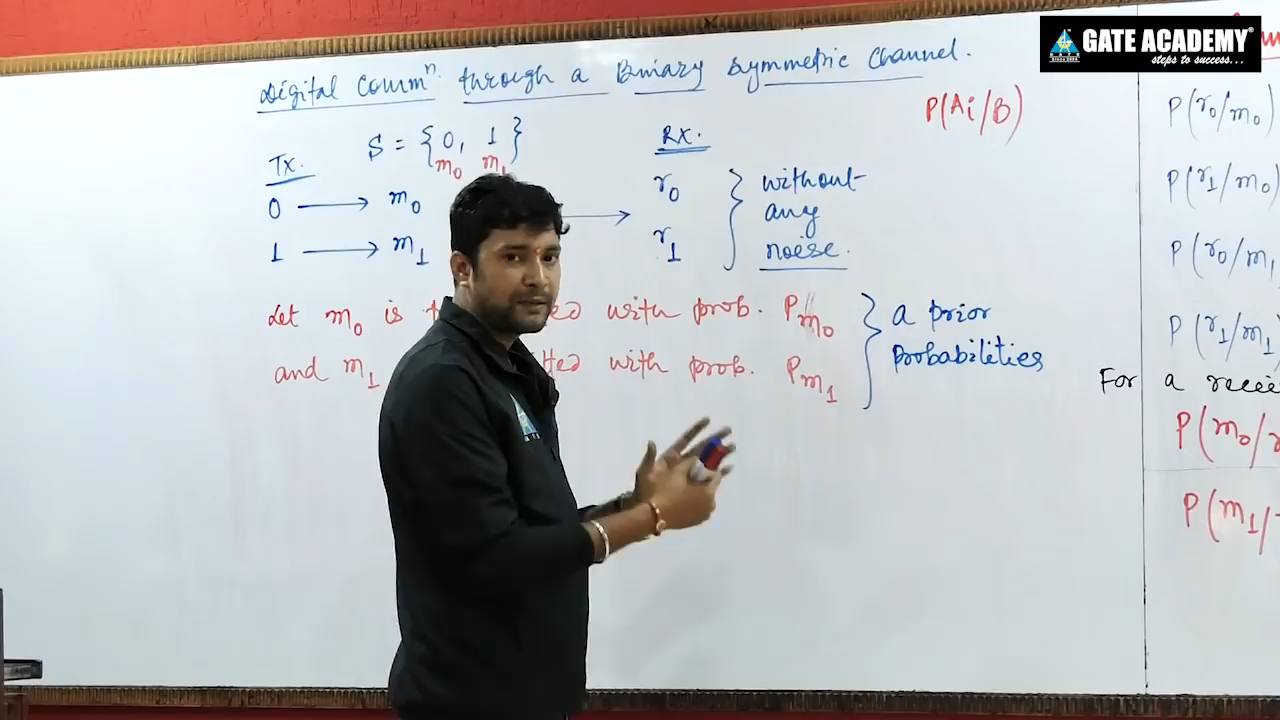 GATE ACADEMY
steps to success...
Digital Commⁿ. through a Binary Symmetric Channel.
P(Ai/B)
S = {0, 1}
m₀ m₁
Tx. Rx.
0 → m₀ → r₀
1 → m₁ r₁
} without
any
noise.
Let m₀ is with prob. Pm₀
and m₁ with prob. Pm₁
} a prior
probabilities
P(r₀/m₀)
P(r₁/m₀)
P(r₀/m₁
P(r₁/m₁)
For a
P(m₀/
P(m₁/